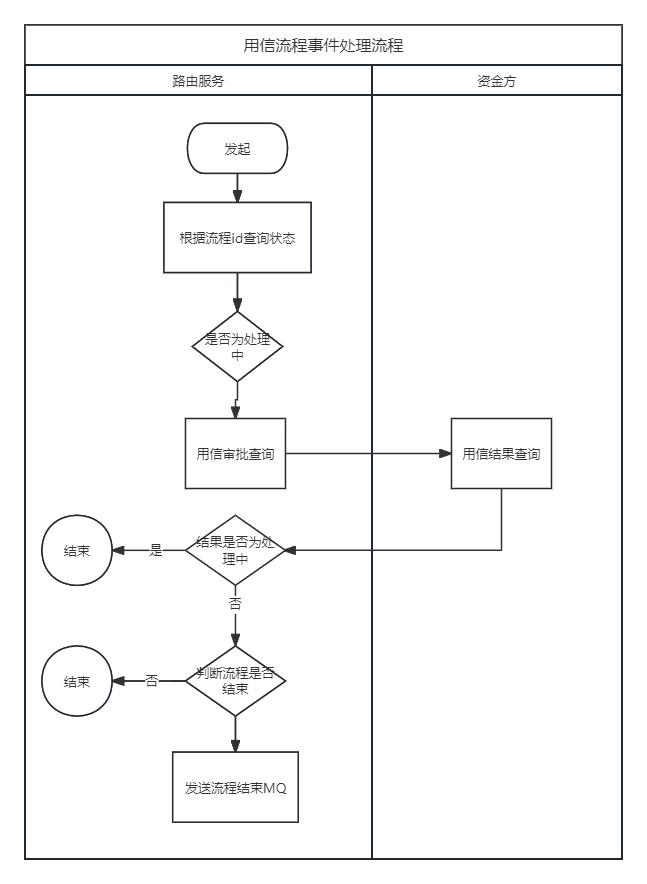 用信流程事件处理流程
路由服务
资金方
发起
根据流程id查询状态
是否为处理
中
用信审批查询
用信结果查询
结束
是
结果是否为处
理中
否
结束
否
判断流程是否
结束
发送流程结束MQ